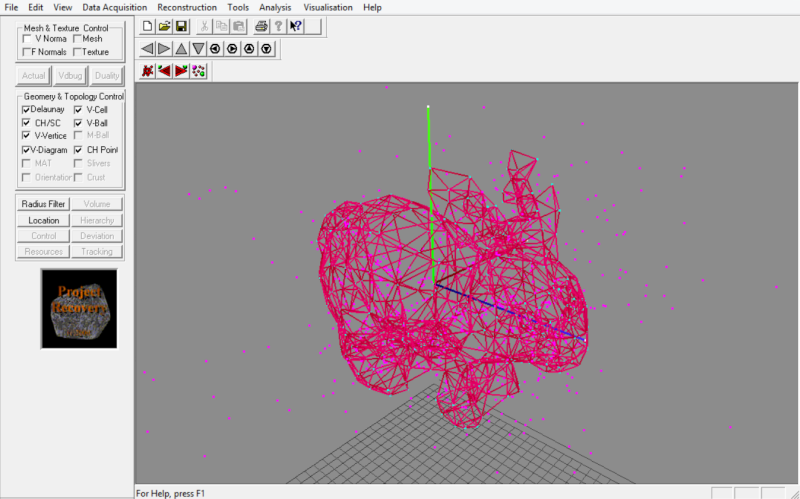 File Edit View Data Acquisition Reconstruction Tools Analysis Visualisation Help
Mesh & Texture Control
V Norma Mesh
F Normals Texture
Actual Vdbug Duality
Geomery & Topology Control
Delaunay V-Cell
CH/SC V-Ball
V-Vertice M-Ball
V-Diagram CH Point
MAT Slivers
Orientation Crust
Radius Filter Volume
Location Hierarchy
Control Deviation
Resources Tracking
Project
Recovery
For Help, press F1